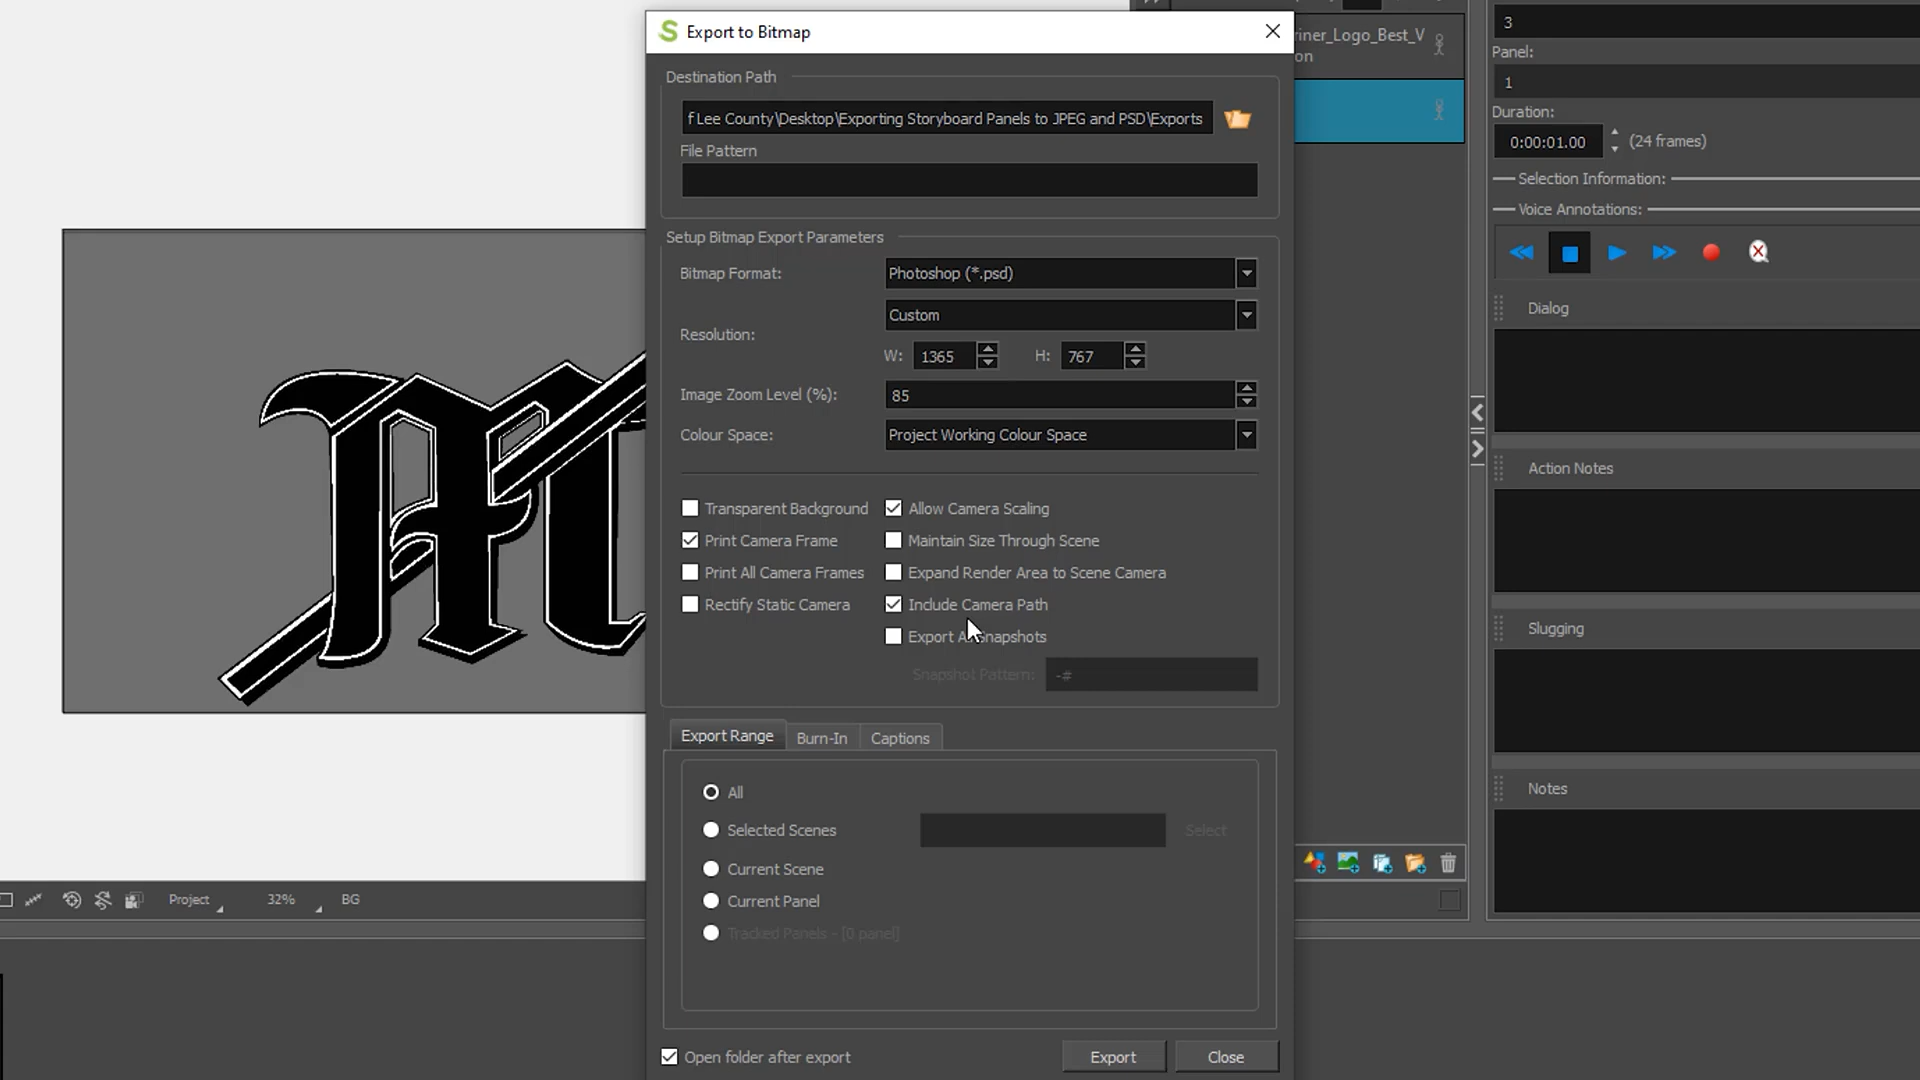 Export to Bitmap
Destination Path
f Lee County\Desktop\Exporting Storyboard Panels to JPEG and PSD\Exports
File Pattern
Setup Bitmap Export Parameters
Bitmap Format:
Photoshop (*.psd)
Resolution:
Custom
W: 1365
H: 767
Image Zoom Level (%):
85
Colour Space:
Project Working Colour Space
Transparent Background
Allow Camera Scaling
Print Camera Frame
Maintain Size Through Scene
Print All Camera Frames
Expand Render Area to Scene Camera
Rectify Static Camera
Include Camera Path
Export All Snapshots
Snapshot Pattern: -#
Export Range
Burn-In
Captions
All
Selected Scenes
Select
Current Scene
Current Panel
Tracked Panels - [0 panel]
Open folder after export
Export
Close
riner_Logo_Best_V
on
3
Panel:
1
Duration:
0:00:01.00
(24 frames)
Selection Information:
Voice Annotations:
Dialog
Action Notes
Slugging
Notes
Project
32%
BG